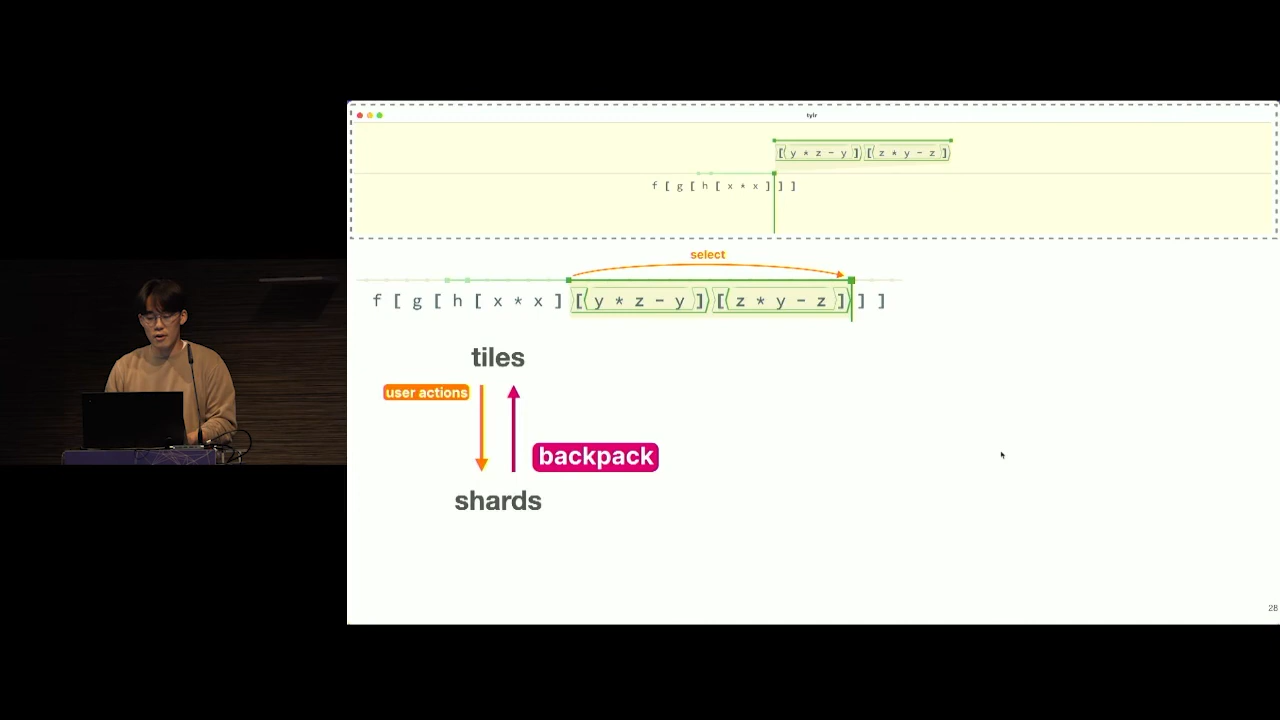 tylr
[( y * z - y ]) [( z * y - z ])
f [ g [ h [ x * x ] ] ]
select
f [ g [ h [ x * x ] [( y * z - y ]) [( z * y - z ]) ] ]
tiles
user actions
backpack
shards
28